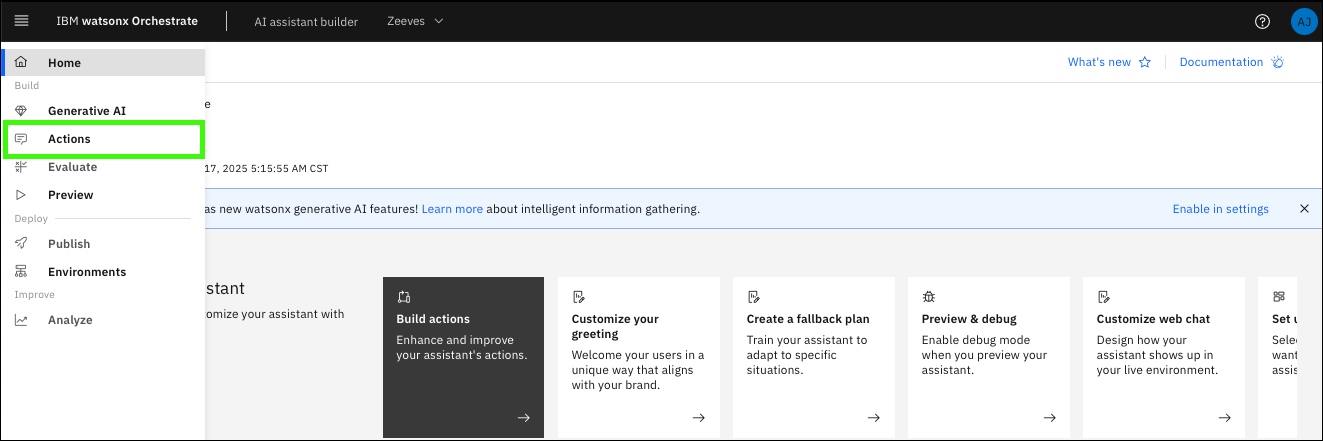 IBM watsonx Orchestrate
AI assistant builder
Zeeves
AJ
Home
Build
Generative AI
Actions
Evaluate
Preview
Deploy
Publish
Environments
Improve
Analyze
What's new
Documentation
e
17, 2025 5:15:55 AM CST
as new watsonx generative AI features! Learn more about intelligent information gathering.
Enable in settings
stant
tomize your assistant with
Build actions
Enhance and improve
your assistant's actions.
Customize your
greeting
Welcome your users in a
unique way that aligns
with your brand.
Create a fallback plan
Train your assistant to
adapt to specific
situations.
Preview & debug
Enable debug mode
when you preview your
assistant.
Customize web chat
Design how your
assistant shows up in
your live environment.
Set u
Selec
want
assis